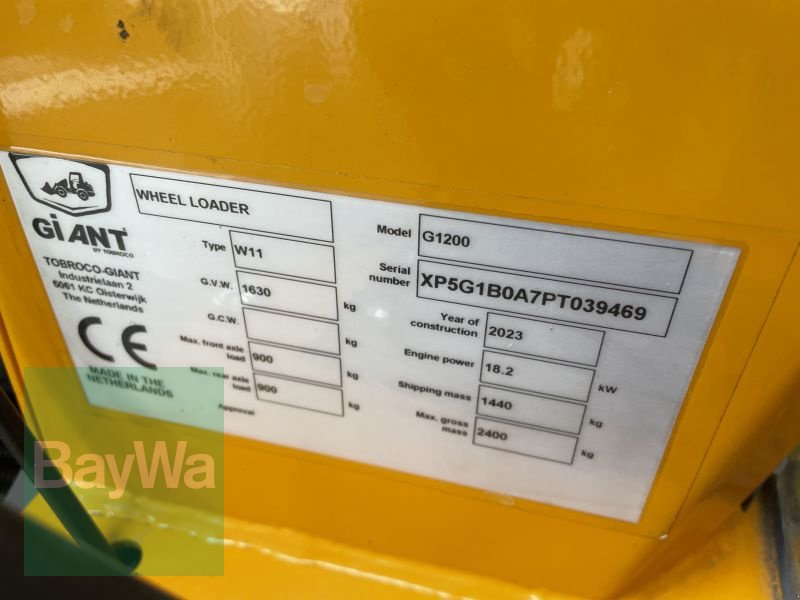 GiANT
BY TOBROCO
TOBROCO-GIANT
Industrielaan 2
5061 KC Oisterwijk
The Netherlands
CE
MADE IN THE
NETHERLANDS
WHEEL LOADER
Type W11
G.V.W. 1630 kg
G.C.W. kg
Max. front axle
load 900 kg
Max. rear axle
load 900 kg
Approval
Model G1200
Serial
number XP5G1B0A7PT039469
Year of
construction 2023
Engine power 18.2 kW
Shipping mass 1440 kg
Max. gross
mass 2400 kg
BayWa